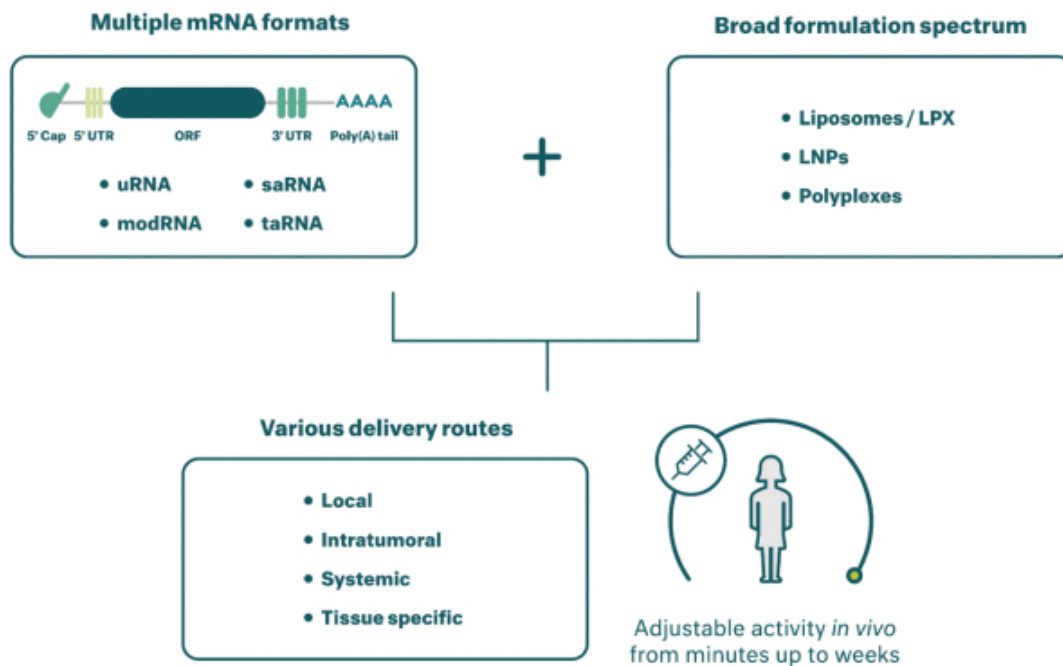 Multiple mRNA formats
AAAA
5' Cap 5' UTR ORF 3' UTR Poly(A) tail
• uRNA
• modRNA
• saRNA
• taRNA
+
Broad formulation spectrum
• Liposomes / LPX
• LNPs
• Polyplexes
Various delivery routes
• Local
• Intratumoral
• Systemic
• Tissue specific
Adjustable activity in vivo
from minutes up to weeks